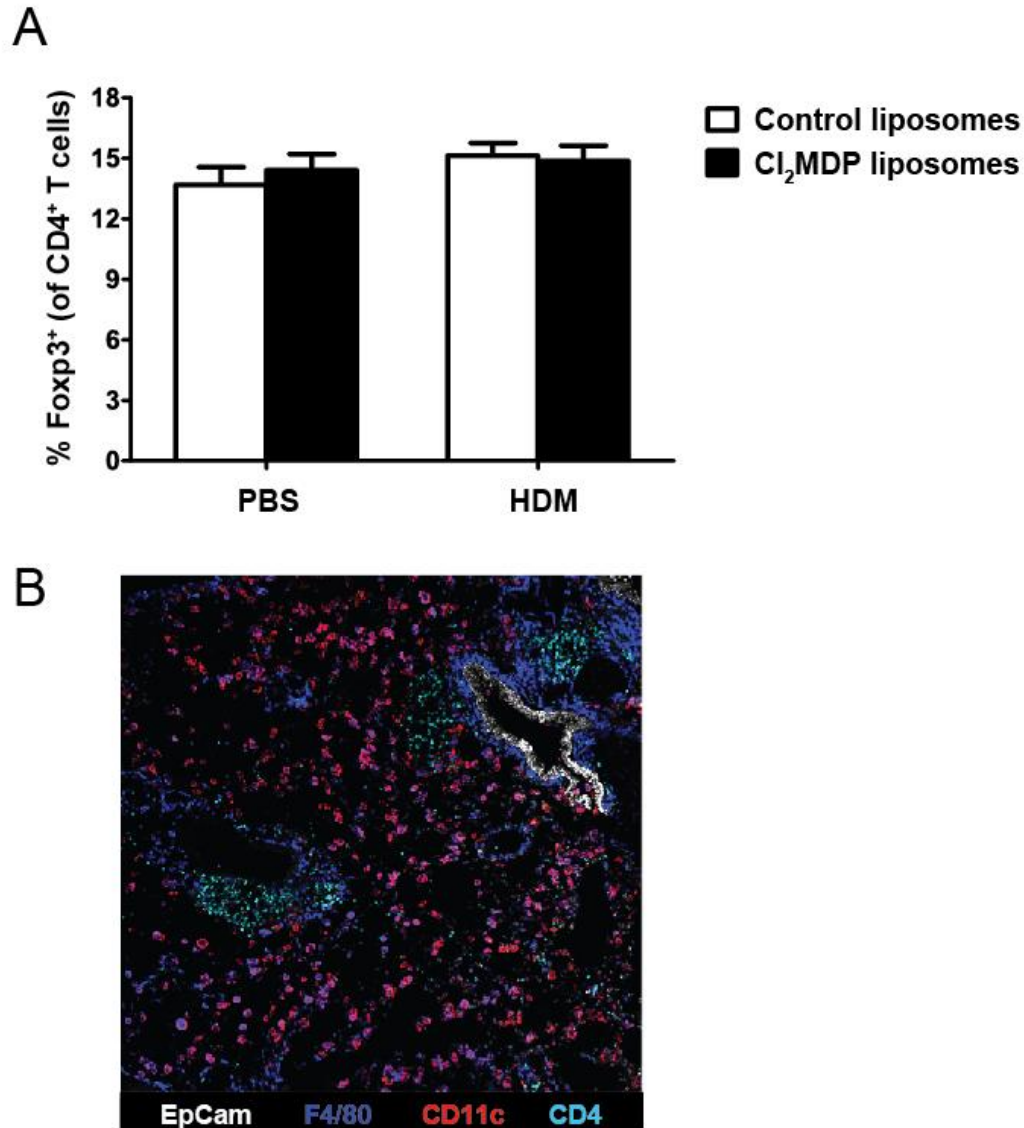 A
% Foxp3⁺ (of CD4⁺ T cells)
18
15
12
9
6
3
0
PBS HDM
Control liposomes
Cl₂MDP liposomes
B
EpCam F4/80 CD11c CD4